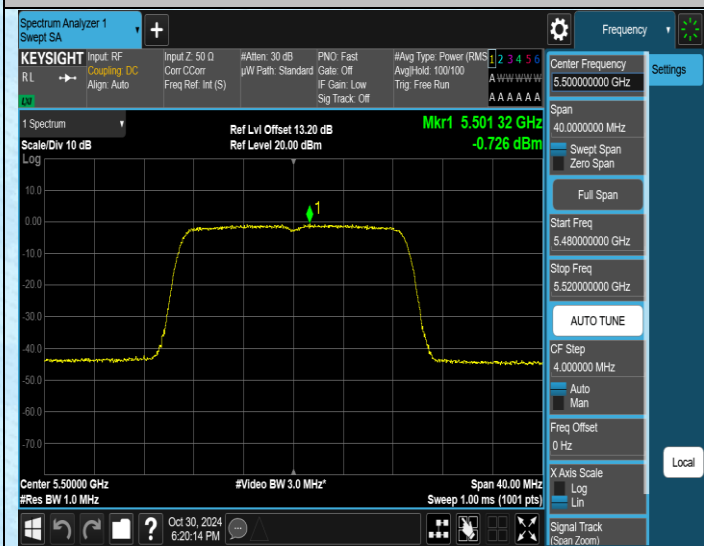 Spectrum Analyzer 1
Swept SA
Frequency
KEYSIGHT
RL
LXI
Input: RF
Coupling: DC
Align: Auto
Input Z: 50 Ω
Corr CCorr
Freq Ref: Int (S)
#Atten: 30 dB
µW Path: Standard
PNO: Fast
Gate: Off
IF Gain: Low
Sig Track: Off
#Avg Type: Power (RMS
Avg|Hold: 100/100
Trig: Free Run
1 2 3 4 5 6
A W W W W W
A A A A A A
Center Frequency
5.500000000 GHz
Settings
Span
40.0000000 MHz
Swept Span
Zero Span
Full Span
Start Freq
5.480000000 GHz
Stop Freq
5.520000000 GHz
AUTO TUNE
CF Step
4.000000 MHz
Auto
Man
Freq Offset
0 Hz
X Axis Scale
Log
Lin
Signal Track
(Span Zoom)
Local
1 Spectrum
Scale/Div 10 dB
Log
Ref Lvl Offset 13.20 dB
Ref Level 20.00 dBm
Mkr1 5.501 32 GHz
-0.726 dBm
1
10.0
0.00
-10.0
-20.0
-30.0
-40.0
-50.0
-60.0
-70.0
Center 5.50000 GHz
#Res BW 1.0 MHz
#Video BW 3.0 MHz*
Span 40.00 MHz
Sweep 1.00 ms (1001 pts)
?
Oct 30, 2024
6:20:14 PM